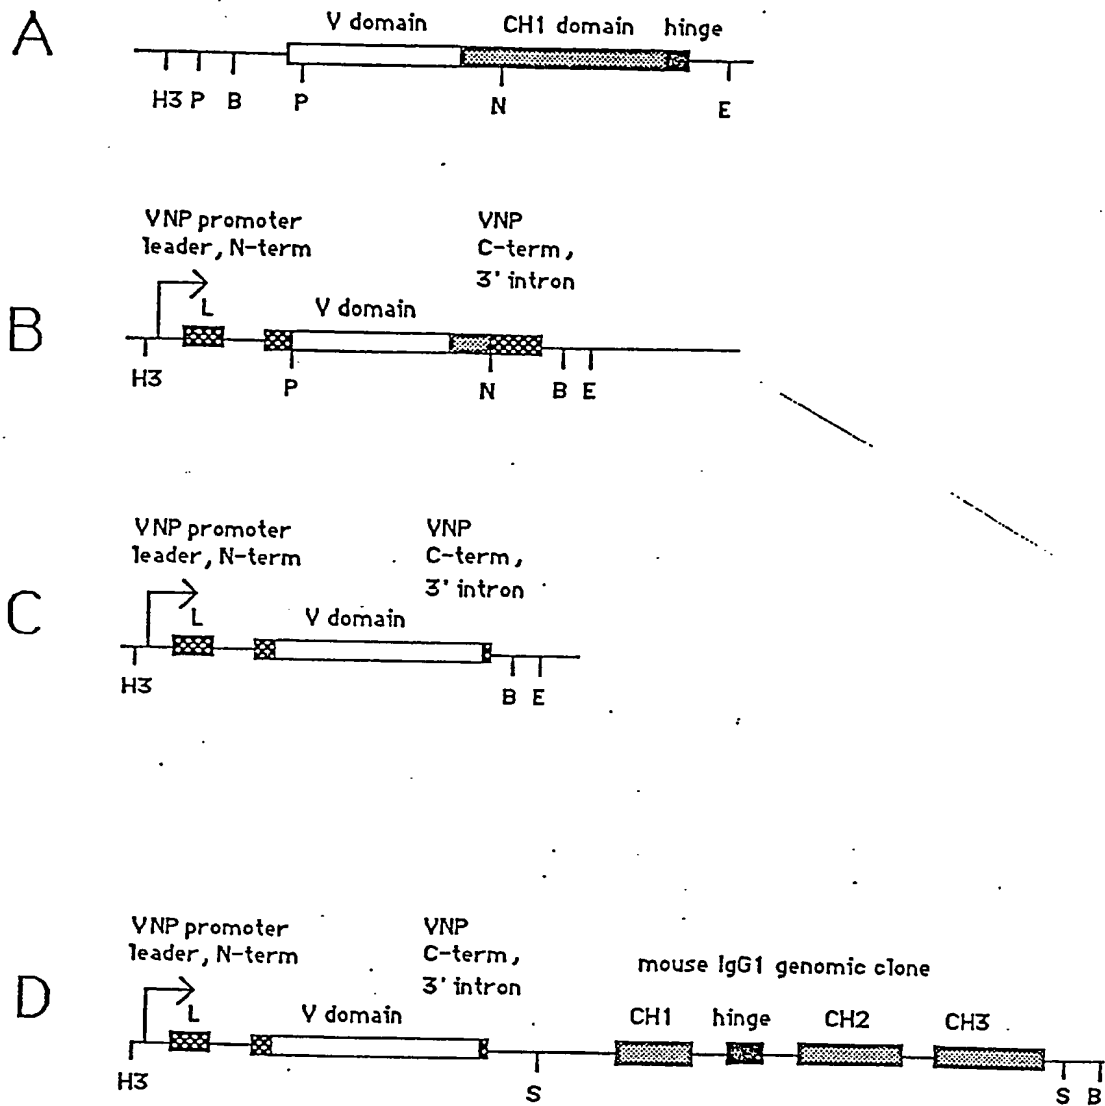 A
V domain
CH1 domain
hinge
H3 P B P N E
B
VNP promoter
leader, N-term
VNP
C-term,
3' intron
L
V domain
H3 P N B E
C
VNP promoter
leader, N-term
VNP
C-term,
3' intron
L
V domain
H3 B E
D
VNP promoter
leader, N-term
VNP
C-term,
3' intron
mouse IgG1 genomic clone
L
V domain
CH1 hinge CH2 CH3
H3 S S B